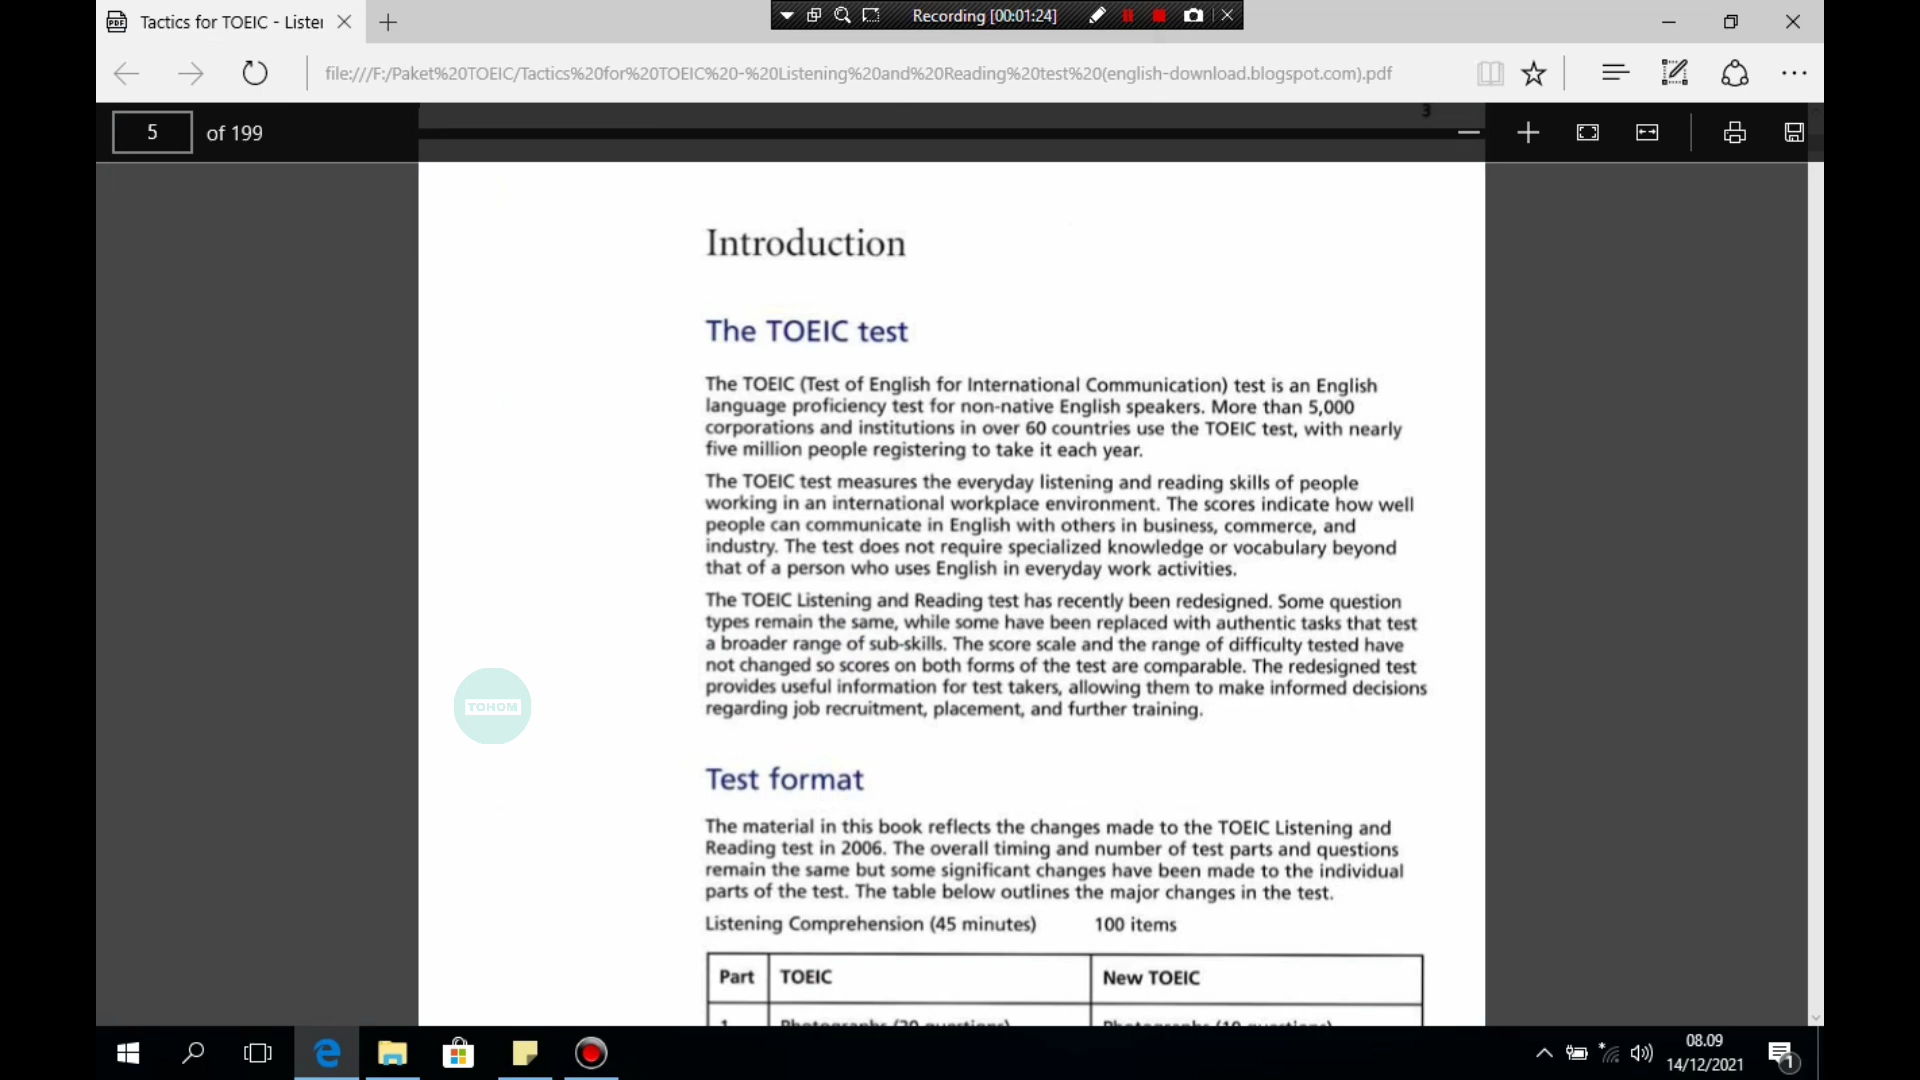 Tactics for TOEIC - Lister
Recording [00:01:24]
file:///F:/Paket%20TOEIC/Tactics%20for%20TOEIC%20-%20Listening%20and%20Reading%20test%20(english-download.blogspot.com).pdf
3
5 of 199
Introduction
The TOEIC test
The TOEIC (Test of English for International Communication) test is an English
language proficiency test for non-native English speakers. More than 5,000
corporations and institutions in over 60 countries use the TOEIC test, with nearly
five million people registering to take it each year.
The TOEIC test measures the everyday listening and reading skills of people
working in an international workplace environment. The scores indicate how well
people can communicate in English with others in business, commerce, and
industry. The test does not require specialized knowledge or vocabulary beyond
that of a person who uses English in everyday work activities.
The TOEIC Listening and Reading test has recently been redesigned. Some question
types remain the same, while some have been replaced with authentic tasks that test
a broader range of sub-skills. The score scale and the range of difficulty tested have
not changed so scores on both forms of the test are comparable. The redesigned test
provides useful information for test takers, allowing them to make informed decisions
regarding job recruitment, placement, and further training.
TOHOM
Test format
The material in this book reflects the changes made to the TOEIC Listening and
Reading test in 2006. The overall timing and number of test parts and questions
remain the same but some significant changes have been made to the individual
parts of the test. The table below outlines the major changes in the test.
Listening Comprehension (45 minutes) 100 items
Part TOEIC New TOEIC
1 Photographs (20 questions) Photographs (10 questions)
08.09
14/12/2021
1